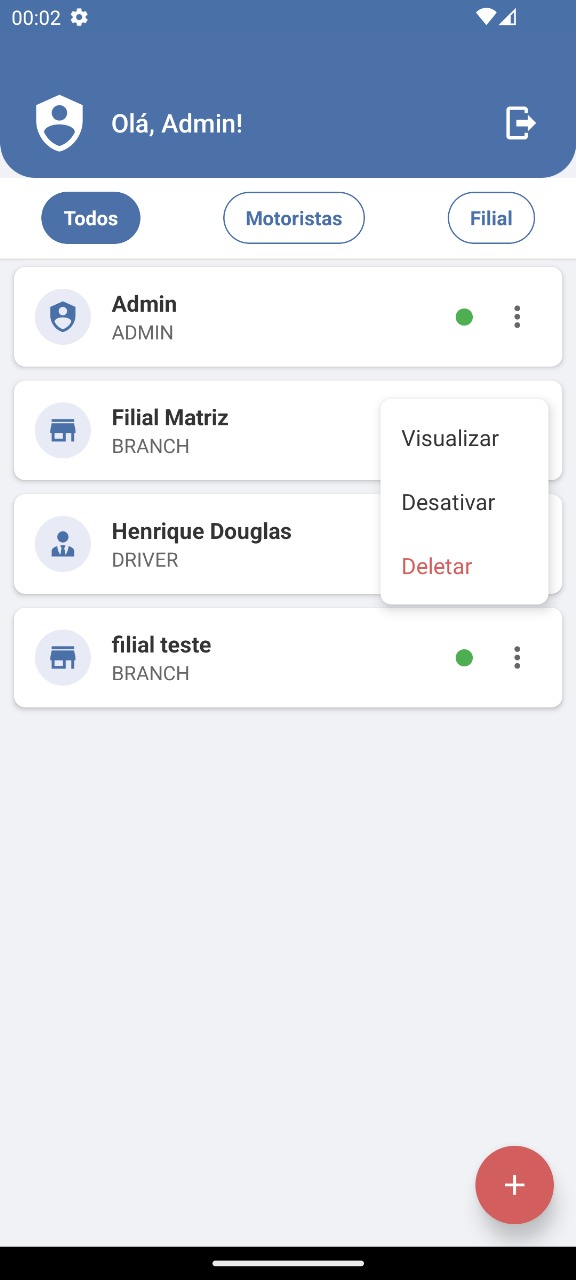 00:02
Olá, Admin!
Todos
Motoristas
Filial
Admin
ADMIN
Filial Matriz
BRANCH
Visualizar
Desativar
Deletar
Henrique Douglas
DRIVER
filial teste
BRANCH
+